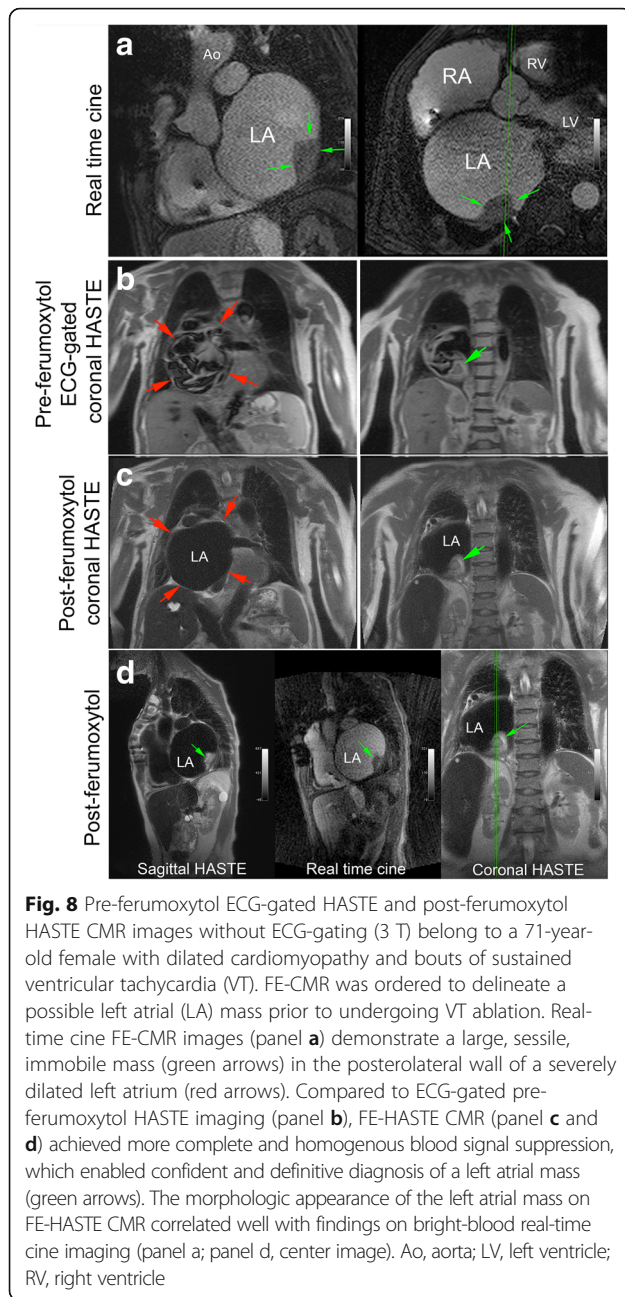 a
Real time cine
Ao
LA
RA
RV
LV
LA
b
Pre-ferumoxytol
ECG-gated
coronal HASTE
c
Post-ferumoxytol
coronal HASTE
LA
LA
d
Post-ferumoxytol
LA
LA
LA
Sagittal HASTE
Real time cine
Coronal HASTE
Fig. 8 Pre-ferumoxytol ECG-gated HASTE and post-ferumoxytol
HASTE CMR images without ECG-gating (3 T) belong to a 71-year-
old female with dilated cardiomyopathy and bouts of sustained
ventricular tachycardia (VT). FE-CMR was ordered to delineate a
possible left atrial (LA) mass prior to undergoing VT ablation. Real-
time cine FE-CMR images (panel a) demonstrate a large, sessile,
immobile mass (green arrows) in the posterolateral wall of a severely
dilated left atrium (red arrows). Compared to ECG-gated pre-
ferumoxytol HASTE imaging (panel b), FE-HASTE CMR (panel c and
d) achieved more complete and homogenous blood signal suppression,
which enabled confident and definitive diagnosis of a left atrial mass
(green arrows). The morphologic appearance of the left atrial mass on
FE-HASTE CMR correlated well with findings on bright-blood real-time
cine imaging (panel a; panel d, center image). Ao, aorta; LV, left ventricle;
RV, right ventricle